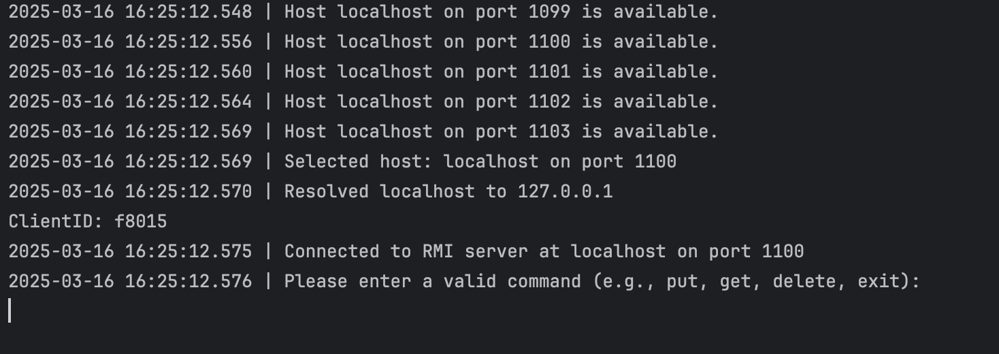 2025-03-16 16:25:12.548 | Host localhost on port 1099 is available.
2025-03-16 16:25:12.556 | Host localhost on port 1100 is available.
2025-03-16 16:25:12.560 | Host localhost on port 1101 is available.
2025-03-16 16:25:12.564 | Host localhost on port 1102 is available.
2025-03-16 16:25:12.569 | Host localhost on port 1103 is available.
2025-03-16 16:25:12.569 | Selected host: localhost on port 1100
2025-03-16 16:25:12.570 | Resolved localhost to 127.0.0.1
ClientID: f8015
2025-03-16 16:25:12.575 | Connected to RMI server at localhost on port 1100
2025-03-16 16:25:12.576 | Please enter a valid command (e.g., put, get, delete, exit):